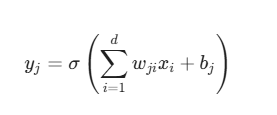 y_j = σ ( ∑_{i=1}^{d} w_{ji} x_i + b_j )